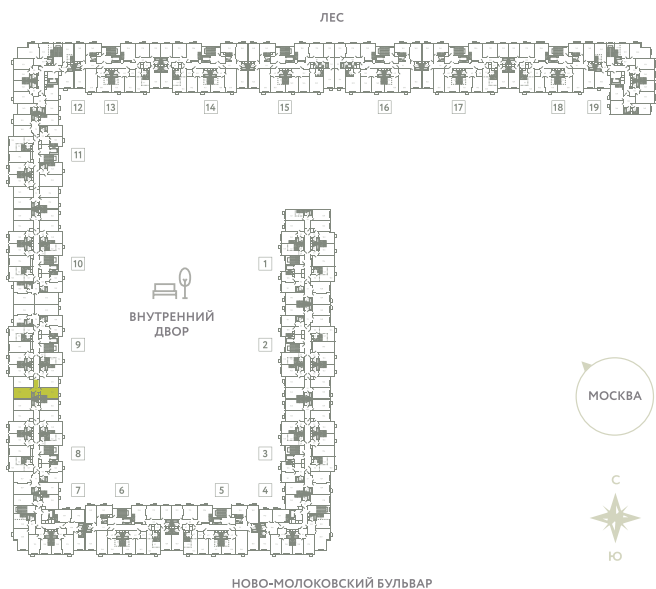 ЛЕС
12 13 14 15 16 17 18 19
11
10 1
ВНУТРЕННИЙ
ДВОР
9 2
МОСКВА
8 3
7 6 5 4
С
Ю
НОВО-МОЛОКОВСКИЙ БУЛЬВАР